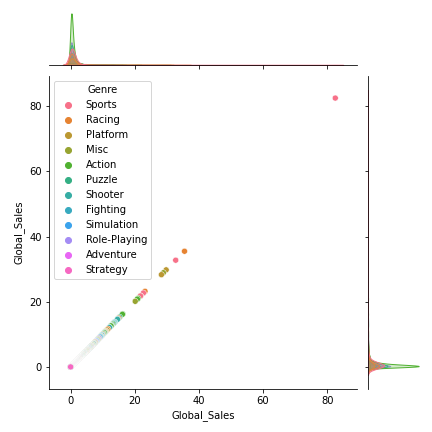 Genre
Sports
Racing
Platform
Misc
Action
Puzzle
Shooter
Fighting
Simulation
Role-Playing
Adventure
Strategy
80
60
40
20
0
Global_Sales
0 20 40 60 80
Global_Sales